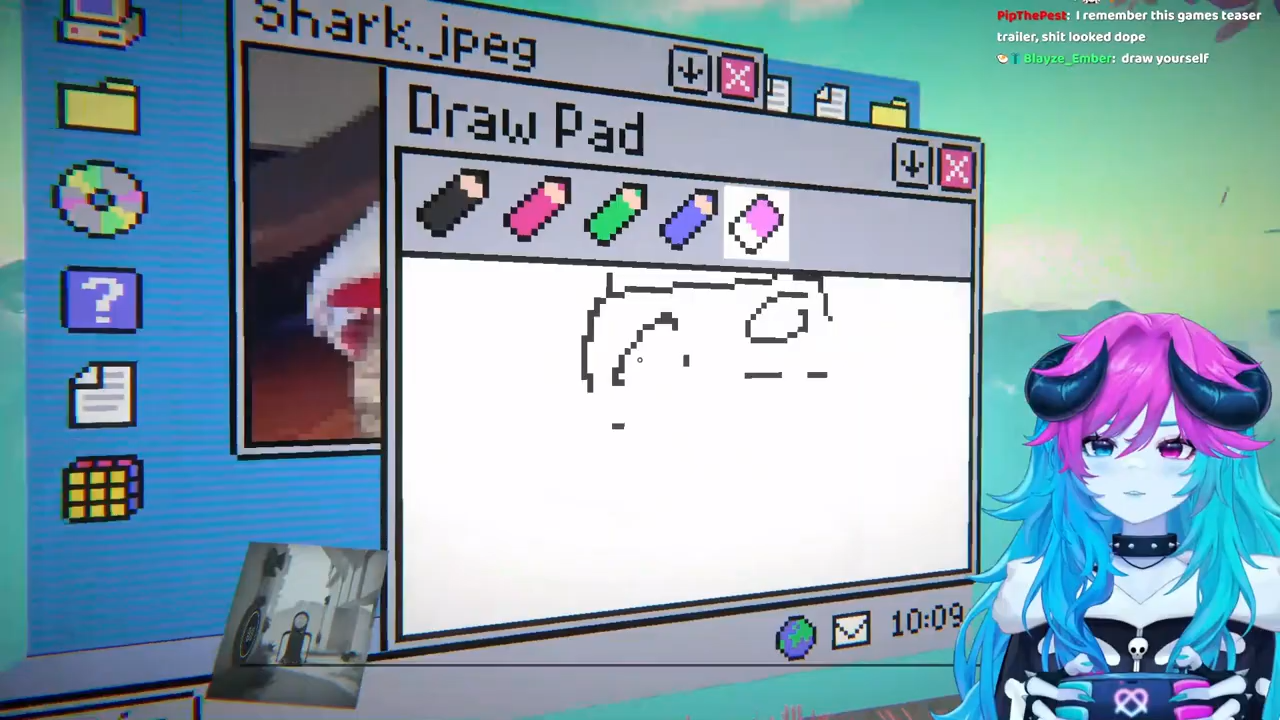 Shark.jpeg
PipThePest: I remember this games teaser
trailer, shit looked dope
Blayze_Ember: draw yourself
Draw Pad
?
10:09